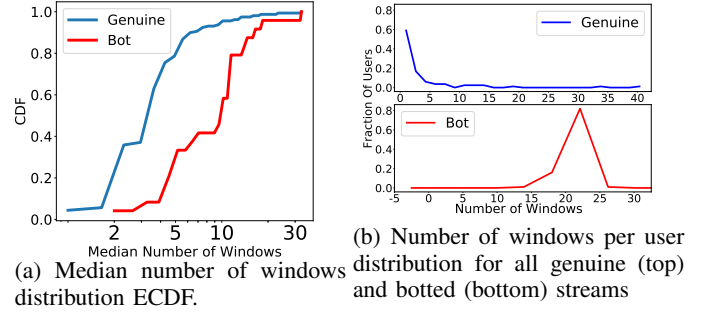 1.0
0.8
0.6
0.4
0.2
0.0
CDF
Genuine
Bot
1 2 5 10 30
Median Number of Windows
(a) Median number of windows
distribution ECDF.
Fraction Of Users
0.8
0.6
0.4
0.2
0.0
Genuine
0 5 10 15 20 25 30 35 40
0.8
0.6
0.4
0.2
0.0
Bot
-5 0 5 10 15 20 25 30
Number of Windows
(b) Number of windows per user
distribution for all genuine (top)
and botted (bottom) streams